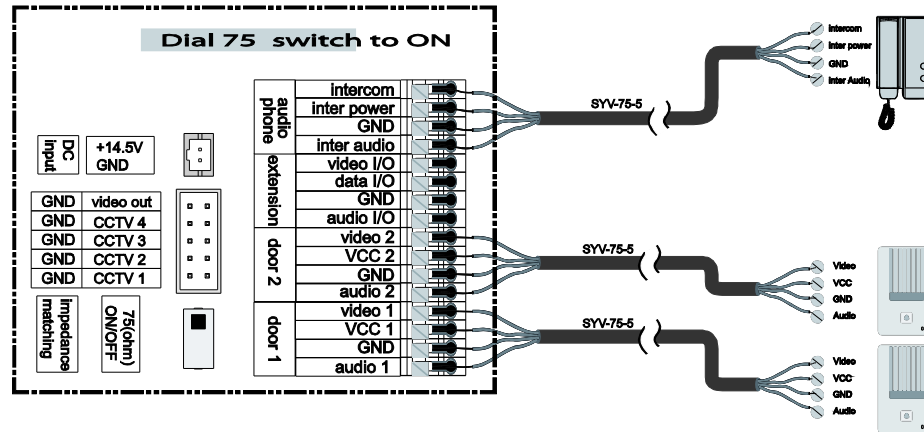 Dial 75 switch to ON
audio phone
intercom
inter power
GND
inter audio
extension
video I/O
data I/O
GND
audio I/O
door 2
video 2
VCC 2
GND
audio 2
door 1
video 1
VCC 1
GND
audio 1
DC input
+14.5V
GND
GND video out
GND CCTV 4
GND CCTV 3
GND CCTV 2
GND CCTV 1
impedance matching
75(ohm)
ON/OFF
SYV-75-5
Intercom
Inter power
GND
Inter Audio
SYV-75-5
Video
VCC
GND
Audio
SYV-75-5
Video
VCC
GND
Audio